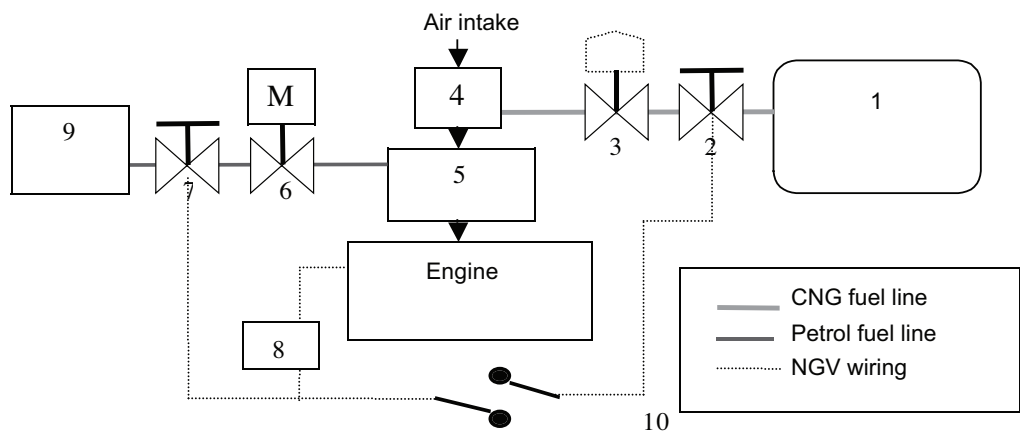 Air intake
M
4
1
9
3
2
5
7
6
Engine
CNG fuel line
Petrol fuel line
8
NGV wiring
10